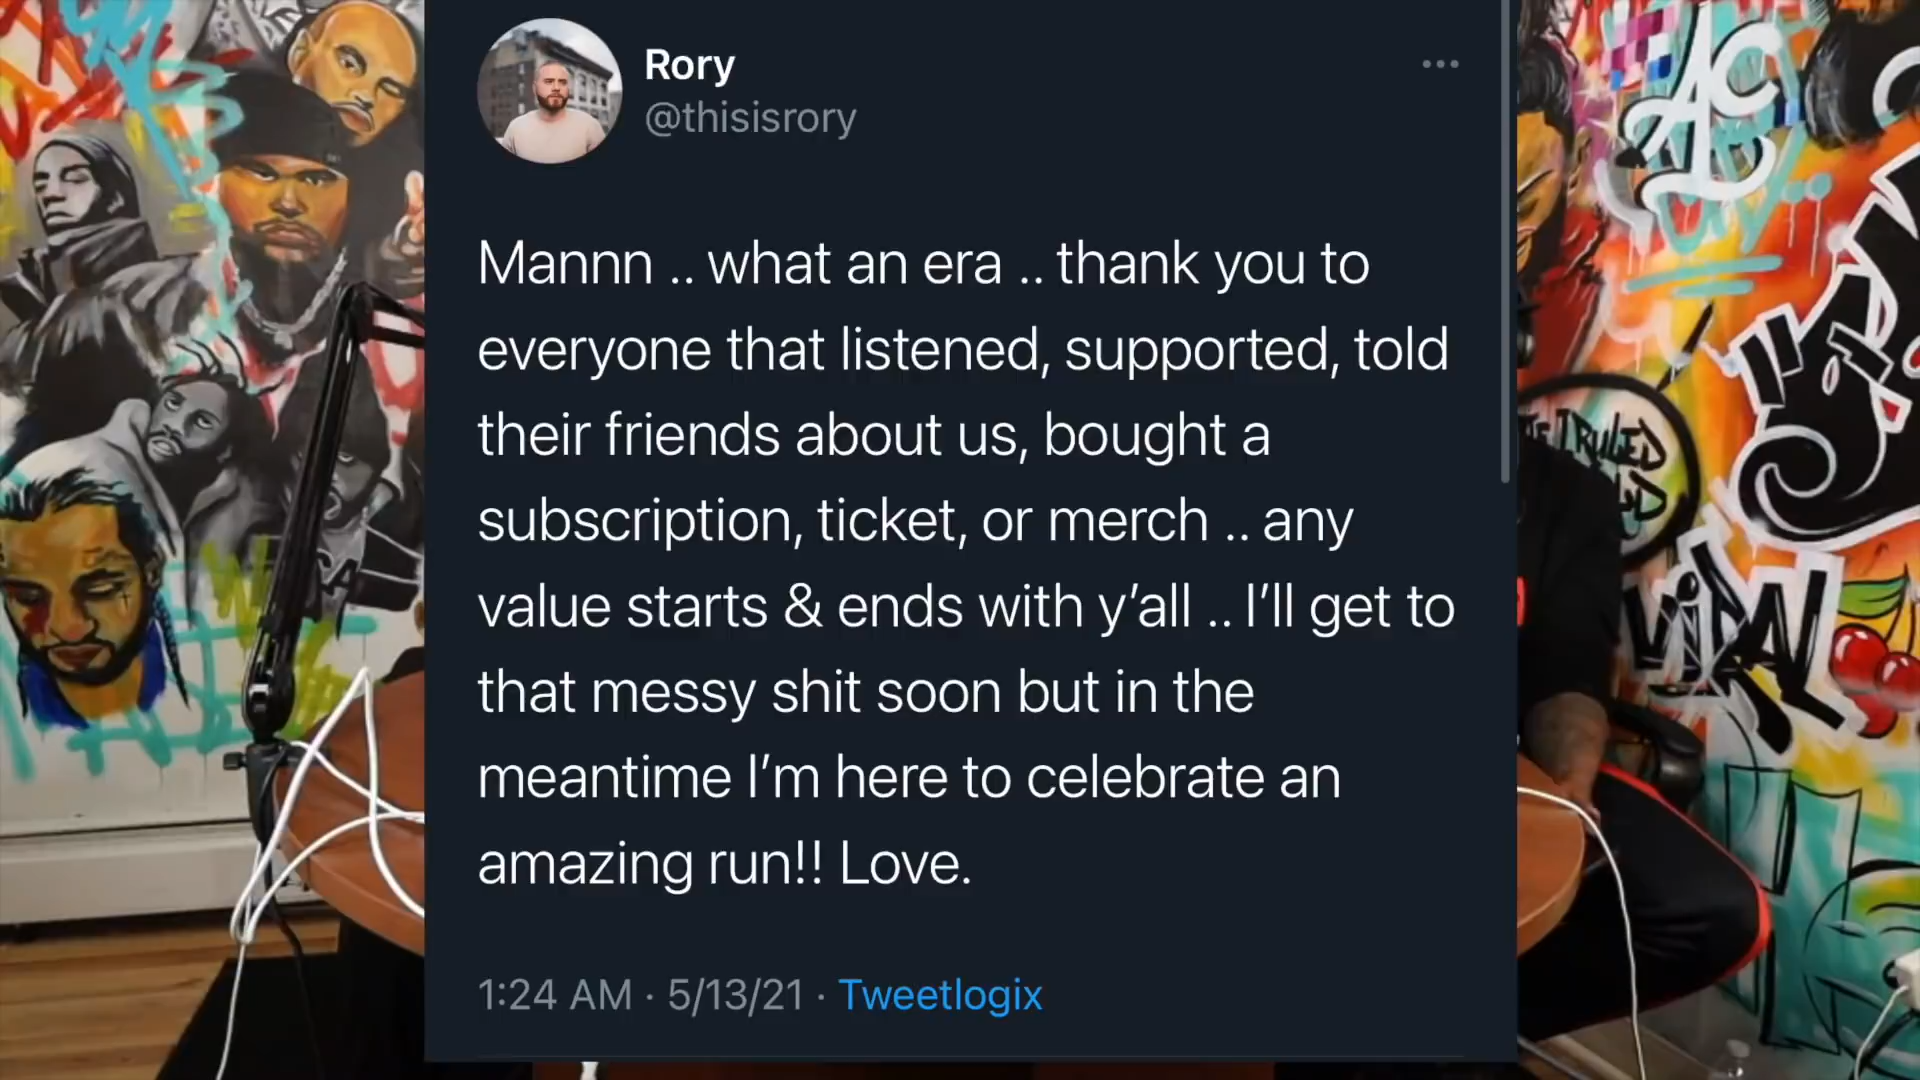 Rory
@thisisrory
Mannn .. what an era .. thank you to
everyone that listened, supported, told
their friends about us, bought a
subscription, ticket, or merch .. any
value starts & ends with y’all .. I’ll get to
that messy shit soon but in the
meantime I’m here to celebrate an
amazing run!! Love.
1:24 AM · 5/13/21 · Tweetlogix
RULED